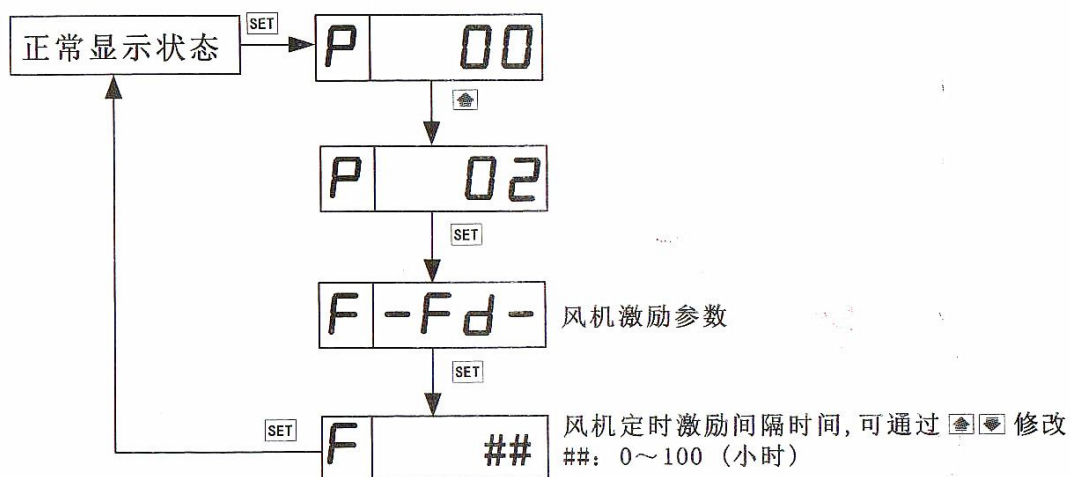 正常显示状态
SET
P 00
P 02
SET
F -Fd-
风机激励参数
SET
SET
F ##
风机定时激励间隔时间,可通过 修改
##: 0～100 (小时)